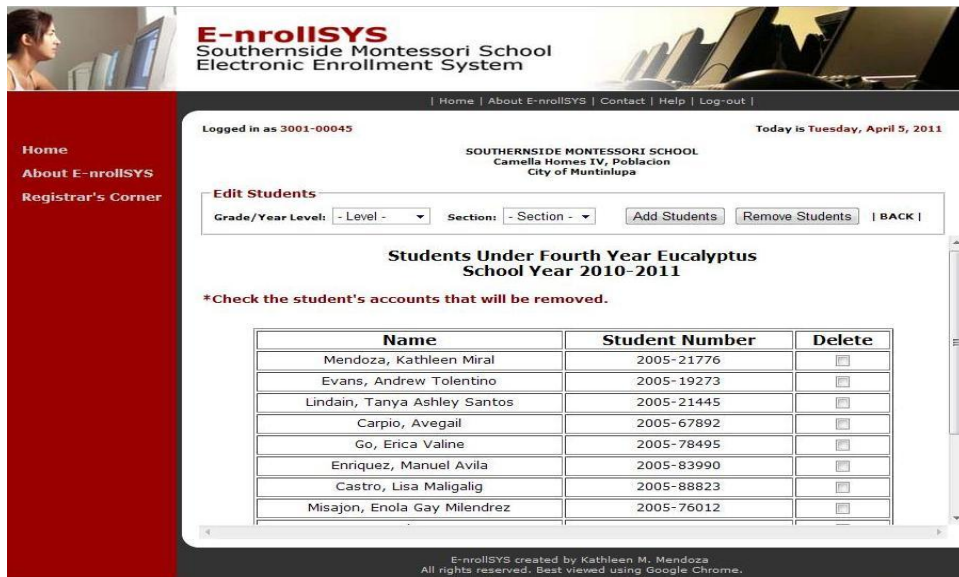 E-nrollSYS
Southernside Montessori School
Electronic Enrollment System
| Home | About E-nrollSYS | Contact | Help | Log-out |
Home
About E-nrollSYS
Registrar's Corner
Logged in as 3001-00045
Today is Tuesday, April 5, 2011
SOUTHERNSIDE MONTESSORI SCHOOL
Camella Homes IV, Poblacion
City of Muntinlupa
Edit Students
Grade/Year Level: - Level - Section: - Section - Add Students Remove Students | BACK |
Students Under Fourth Year Eucalyptus
School Year 2010-2011
*Check the student's accounts that will be removed.
Name Student Number Delete
Mendoza, Kathleen Miral 2005-21776
Evans, Andrew Tolentino 2005-19273
Lindain, Tanya Ashley Santos 2005-21445
Carpio, Avegail 2005-67892
Go, Erica Valine 2005-78495
Enriquez, Manuel Avila 2005-83990
Castro, Lisa Maligalig 2005-88823
Misajon, Enola Gay Milendrez 2005-76012
E-nrollSYS created by Kathleen M. Mendoza
All rights reserved. Best viewed using Google Chrome.